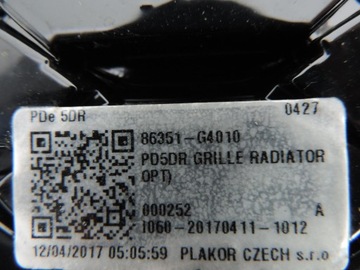 PDe 5DR 0427
86351-G4010
PD5DR GRILLE RADIATOR
OPT)
000252 A
I060-20170411-1012
12/04/2017 05:05:59 PLAKOR CZECH s.r.o